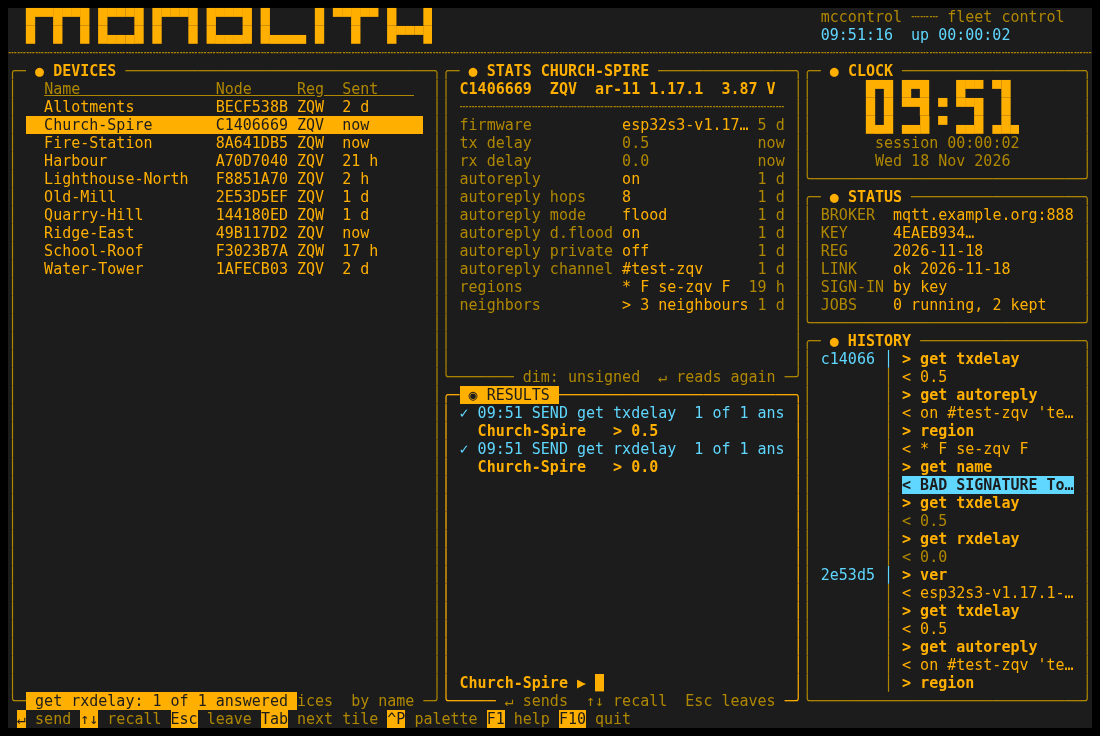 mccontrol ┄┄┄ fleet control
09:51:16 up 00:00:02
● DEVICES
Name Node Reg Sent
Allotments BECF538B ZQW 2 d
Church-Spire C1406669 ZQV now
Fire-Station 8A641DB5 ZQW now
Harbour A70D7040 ZQV 21 h
Lighthouse-North F8851A70 ZQV 2 h
Old-Mill 2E53D5EF ZQV 1 d
Quarry-Hill 144180ED ZQW 1 d
Ridge-East 49B117D2 ZQV now
School-Roof F3023B7A ZQW 17 h
Water-Tower 1AFECB03 ZQV 2 d
get rxdelay: 1 of 1 answered ices by name
● STATS CHURCH-SPIRE
C1406669 ZQV ar-11 1.17.1 3.87 V
firmware esp32s3-v1.17… 5 d
tx delay 0.5 now
rx delay 0.0 now
autoreply on 1 d
autoreply hops 8 1 d
autoreply mode flood 1 d
autoreply d.flood on 1 d
autoreply private off 1 d
autoreply channel #test-zqv 1 d
regions * F se-zqv F 19 h
neighbors > 3 neighbours 1 d
dim: unsigned ↵ reads again
◉ RESULTS
✓ 09:51 SEND get txdelay 1 of 1 ans
Church-Spire > 0.5
✓ 09:51 SEND get rxdelay 1 of 1 ans
Church-Spire > 0.0
Church-Spire ▶
↵ sends ↑↓ recall Esc leaves
● CLOCK
09:51
session 00:00:02
Wed 18 Nov 2026
● STATUS
BROKER mqtt.example.org:888
KEY 4EAEB934…
REG 2026-11-18
LINK ok 2026-11-18
SIGN-IN by key
JOBS 0 running, 2 kept
● HISTORY
c14066 │ > get txdelay
< 0.5
> get autoreply
< on #test-zqv 'te…
> region
< * F se-zqv F
> get name
< BAD SIGNATURE To…
> get txdelay
< 0.5
> get rxdelay
< 0.0
2e53d5 │ > ver
< esp32s3-v1.17.1-…
> get txdelay
< 0.5
> get autoreply
< on #test-zqv 'te…
> region
↵ send ↑↓ recall Esc leave Tab next tile ^P palette F1 help F10 quit